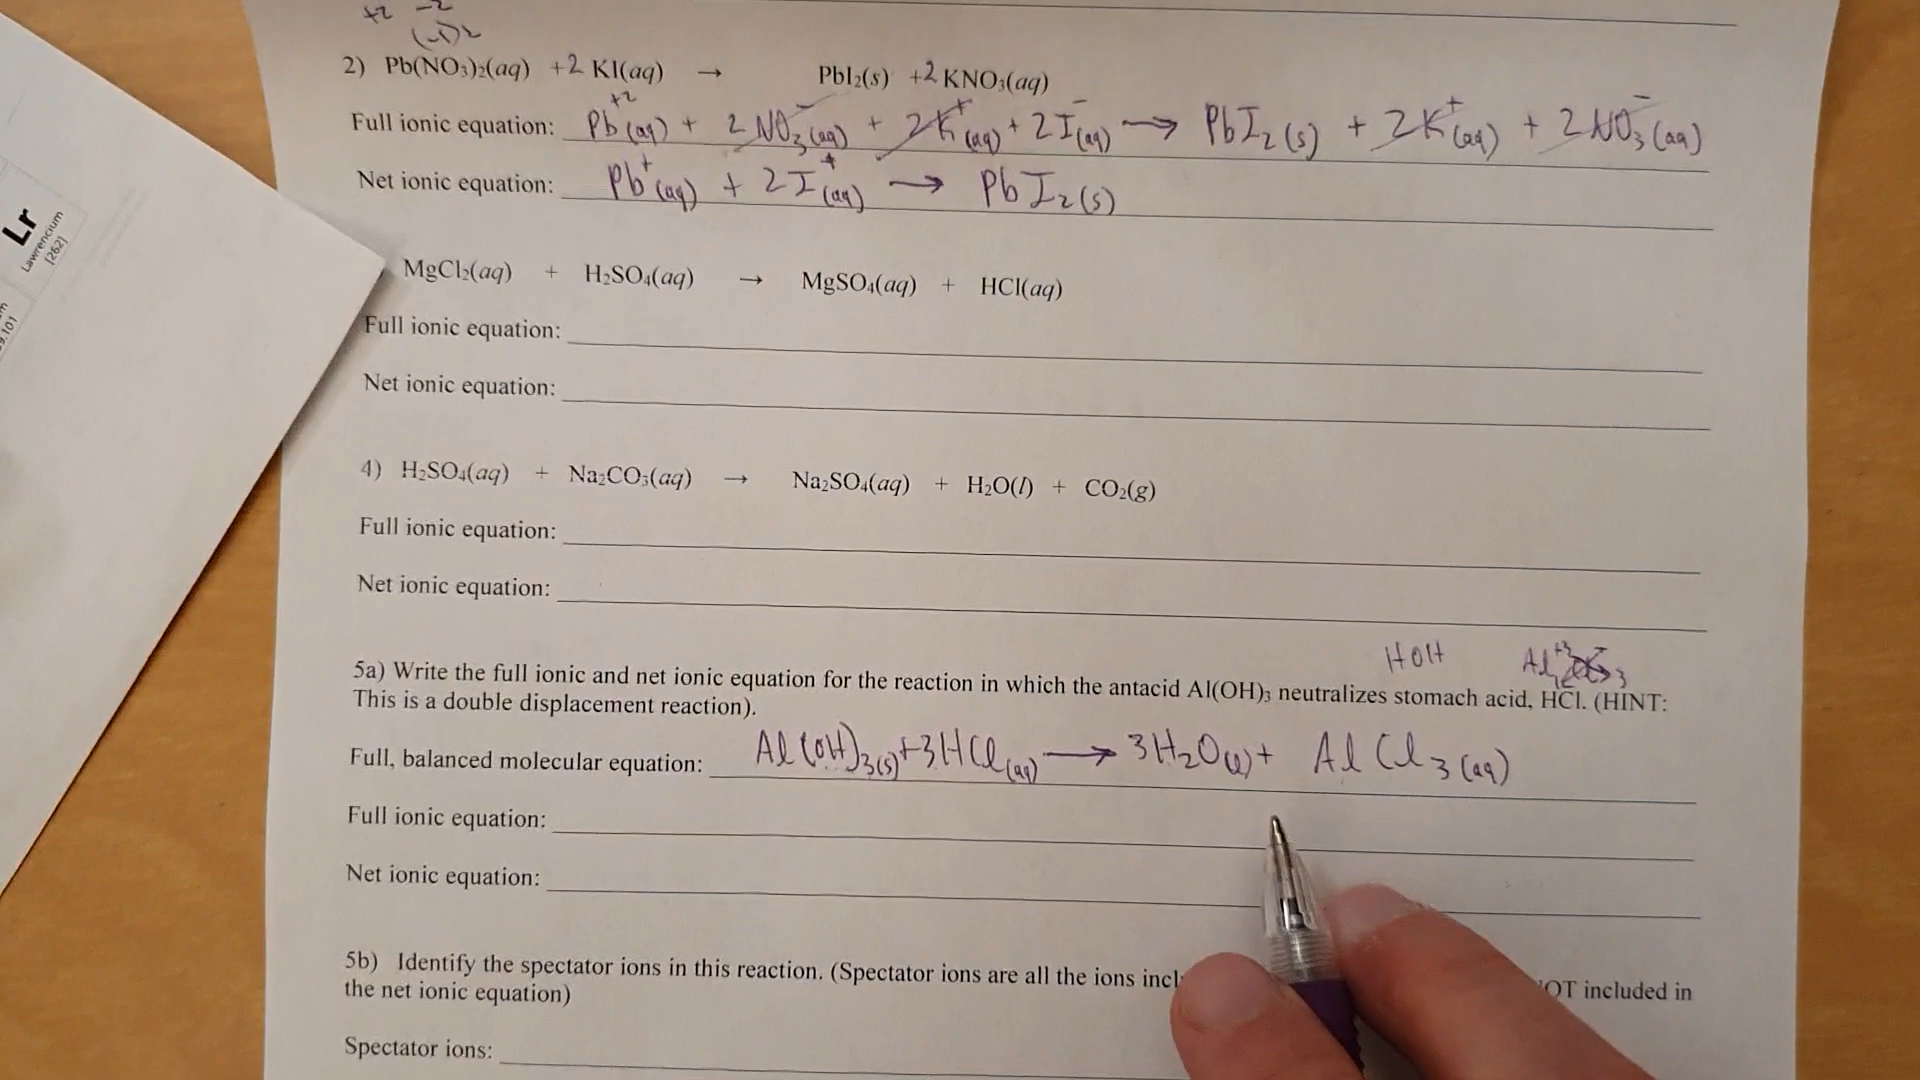 +2 -2
(-1)2
2) Pb(NO₃)₂(aq) +2 KI(aq) → PbI₂(s) +2 KNO₃(aq)
Full ionic equation: Pb⁺²(aq) + 2NO₃⁻(aq) + 2K⁺(aq) + 2I⁻(aq) → PbI₂(s) + 2K⁺(aq) + 2NO₃⁻(aq)
Net ionic equation: Pb⁺(aq) + 2I⁺(aq) → PbI₂(s)
MgCl₂(aq) + H₂SO₄(aq) → MgSO₄(aq) + HCl(aq)
Full ionic equation:
Net ionic equation:
4) H₂SO₄(aq) + Na₂CO₃(aq) → Na₂SO₄(aq) + H₂O(l) + CO₂(g)
Full ionic equation:
Net ionic equation:
HOH
5a) Write the full ionic and net ionic equation for the reaction in which the antacid Al(OH)₃ neutralizes stomach acid, HCl. (HINT:
This is a double displacement reaction).
Full, balanced molecular equation: Al(OH)₃(s)+3HCl(aq) → 3H₂O(l)+ AlCl₃(aq)
Full ionic equation:
Net ionic equation:
5b) Identify the spectator ions in this reaction. (Spectator ions are all the ions included in
the net ionic equation)
Spectator ions:
Lr
Lawrencium
[262]